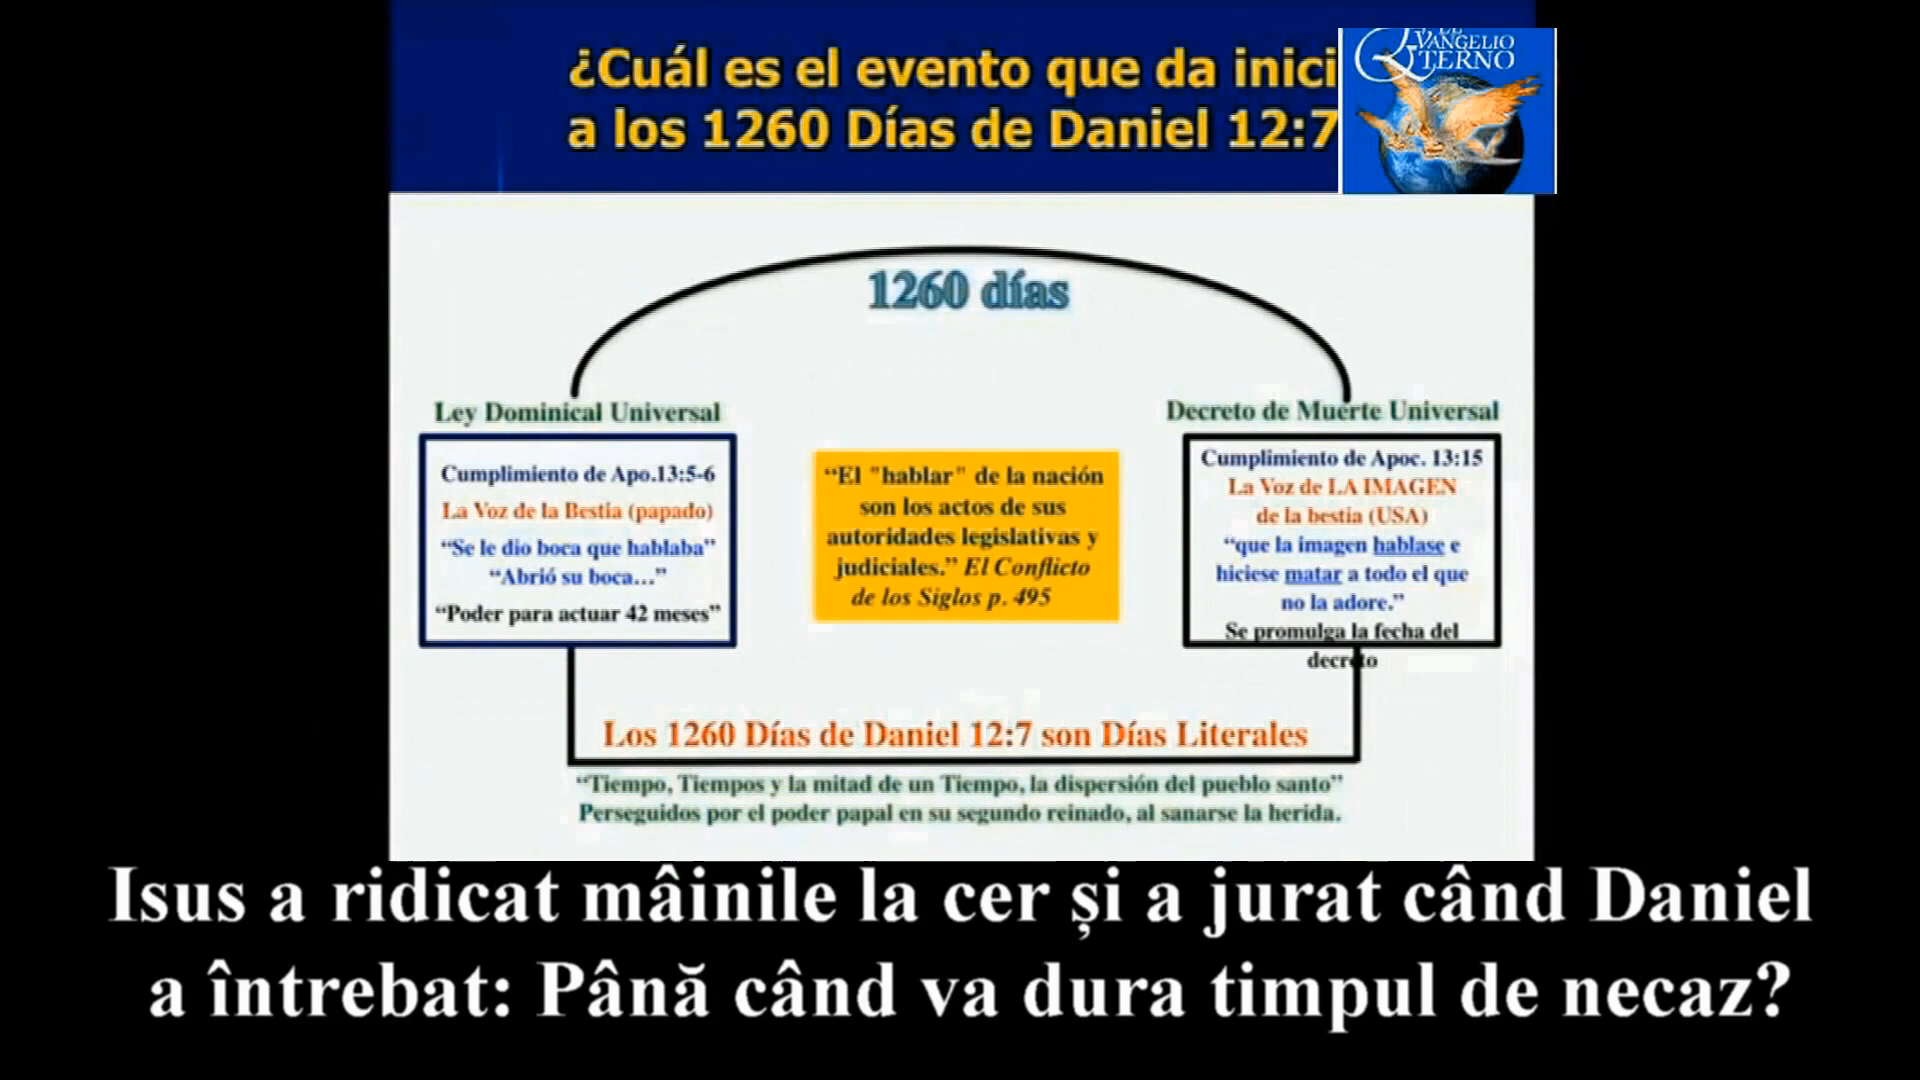 ¿Cuál es el evento que da inici
a los 1260 Días de Daniel 12:7
EVANGELIO
ETERNO
1260 días
Ley Dominical Universal
Cumplimiento de Apo.13:5-6
La Voz de la Bestia (papado)
“Se le dio boca que hablaba”
“Abrió su boca…”
“Poder para actuar 42 meses”
“El "hablar" de la nación
son los actos de sus
autoridades legislativas y
judiciales.” El Conflicto
de los Siglos p. 495
Decreto de Muerte Universal
Cumplimiento de Apoc. 13:15
La Voz de LA IMAGEN
de la bestia (USA)
“que la imagen hablase e
hiciese matar a todo el que
no la adore.”
Se promulga la fecha del
decreto
Los 1260 Días de Daniel 12:7 son Días Literales
“Tiempo, Tiempos y la mitad de un Tiempo, la dispersión del pueblo santo”
Perseguidos por el poder papal en su segundo reinado, al sanarse la herida.
Isus a ridicat mâinile la cer și a jurat când Daniel
a întrebat: Până când va dura timpul de necaz?